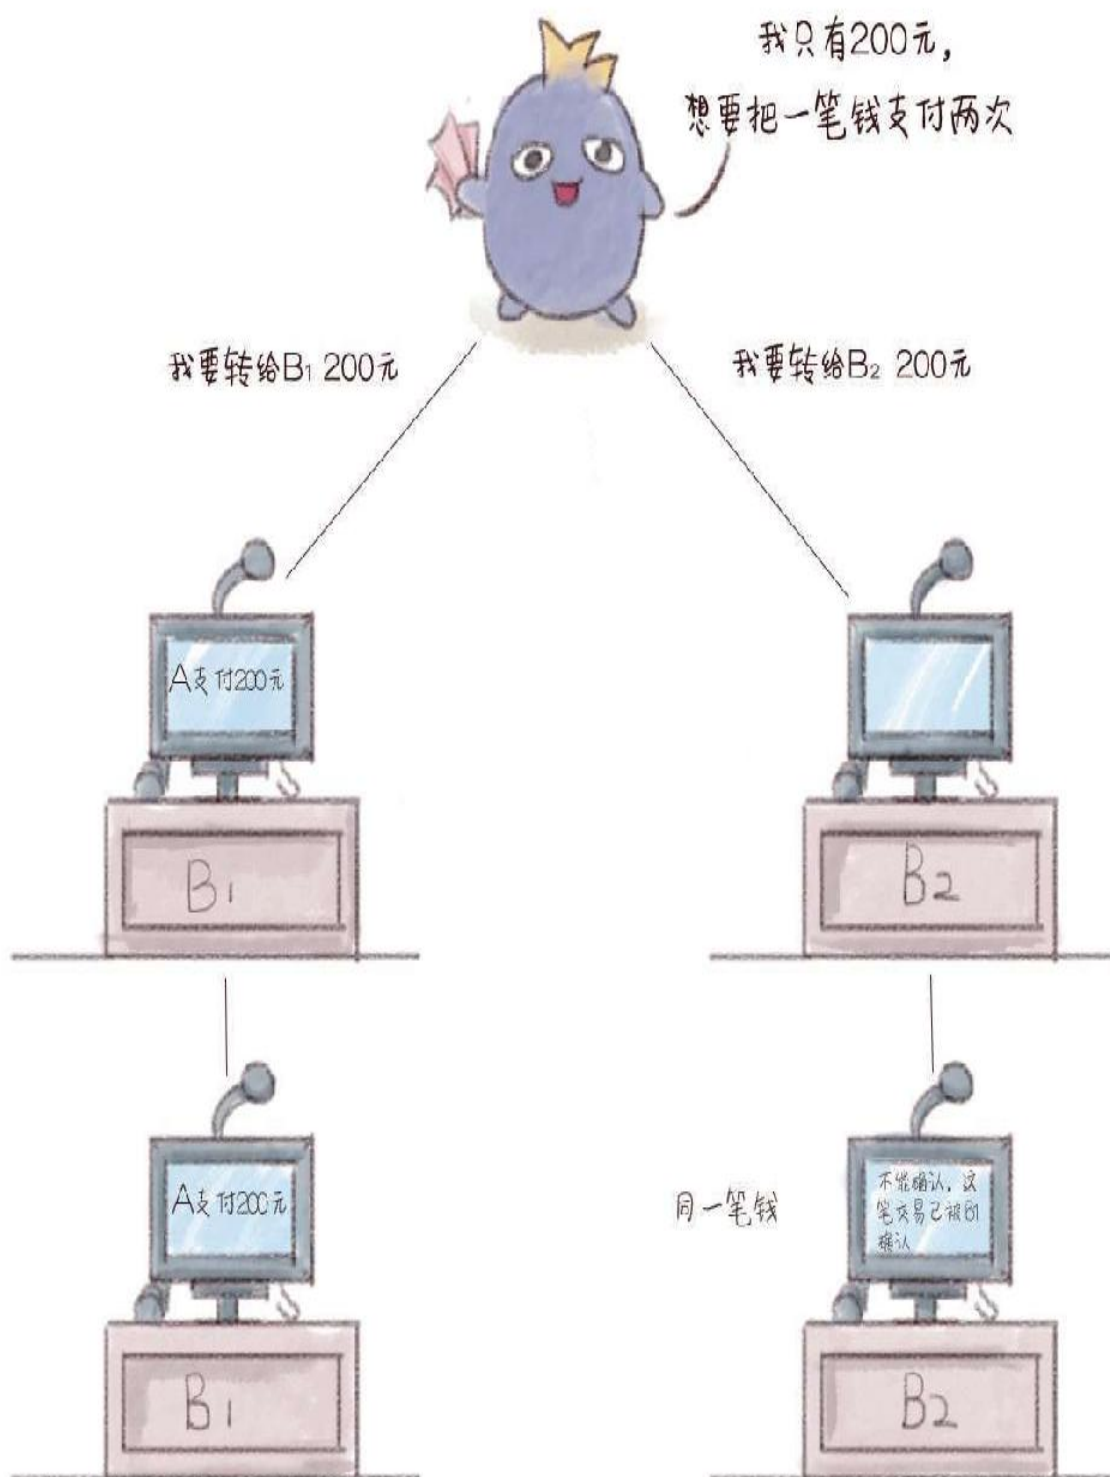 我只有200元，
想要把一笔钱支付两次
我要转给B₁ 200元
我要转给B₂ 200元
A支付200元
B₁
B₂
A支付200元
同一笔钱
不能确认，这
笔交易已被B1
确认
B₁
B₂